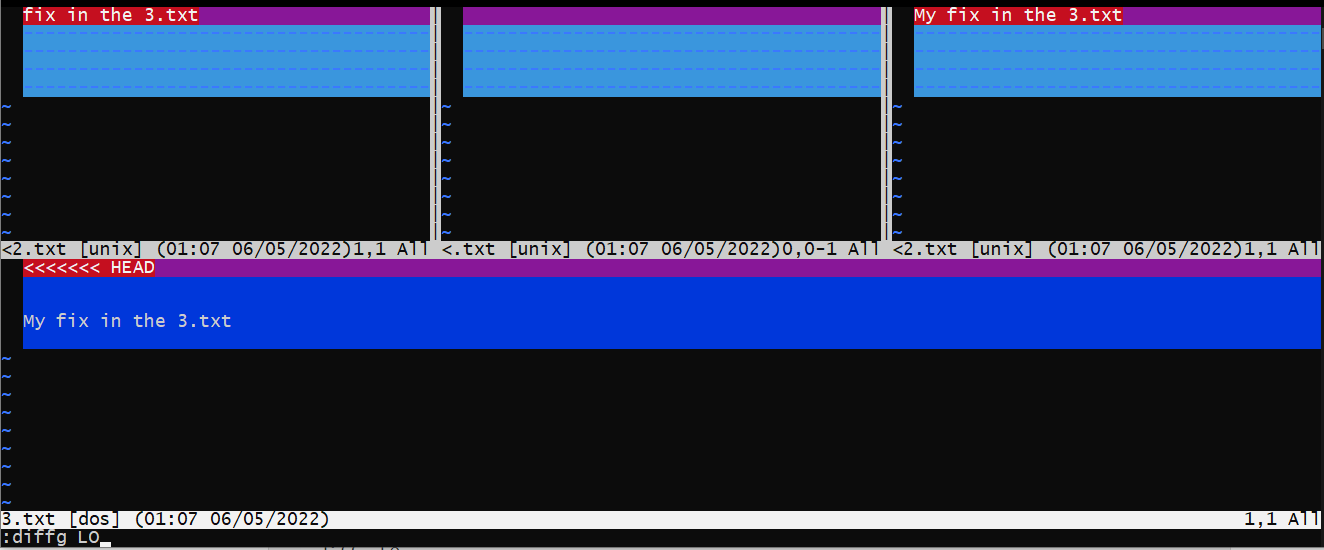 fix in the 3.txt
My fix in the 3.txt
~ ~ ~
~ ~ ~
~ ~ ~
~ ~ ~
~ ~ ~
~ ~ ~
~ ~ ~
~ ~ ~
<2.txt [unix] (01:07 06/05/2022)1,1 All <.txt [unix] (01:07 06/05/2022)0,0-1 All <2.txt [unix] (01:07 06/05/2022)1,1 All
<<<<<<< HEAD
My fix in the 3.txt
~
~
~
~
~
~
~
~
~
3.txt [dos] (01:07 06/05/2022) 1,1 All
:diffg LO